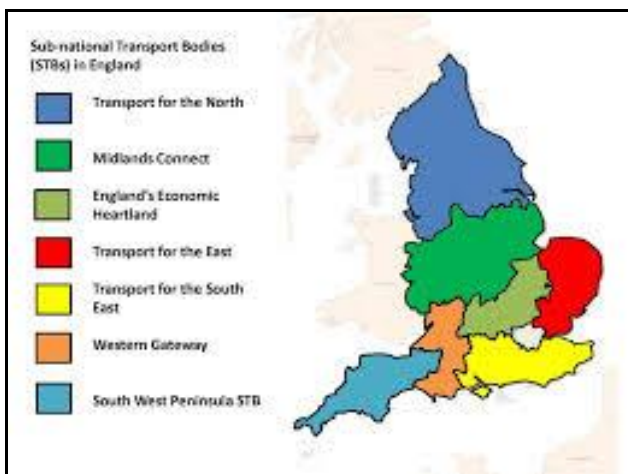 Sub-national Transport Bodies
(STBs) in England
Transport for the North
Midlands Connect
England's Economic
Heartland
Transport for the East
Transport for the South
East
Western Gateway
South West Peninsula STB